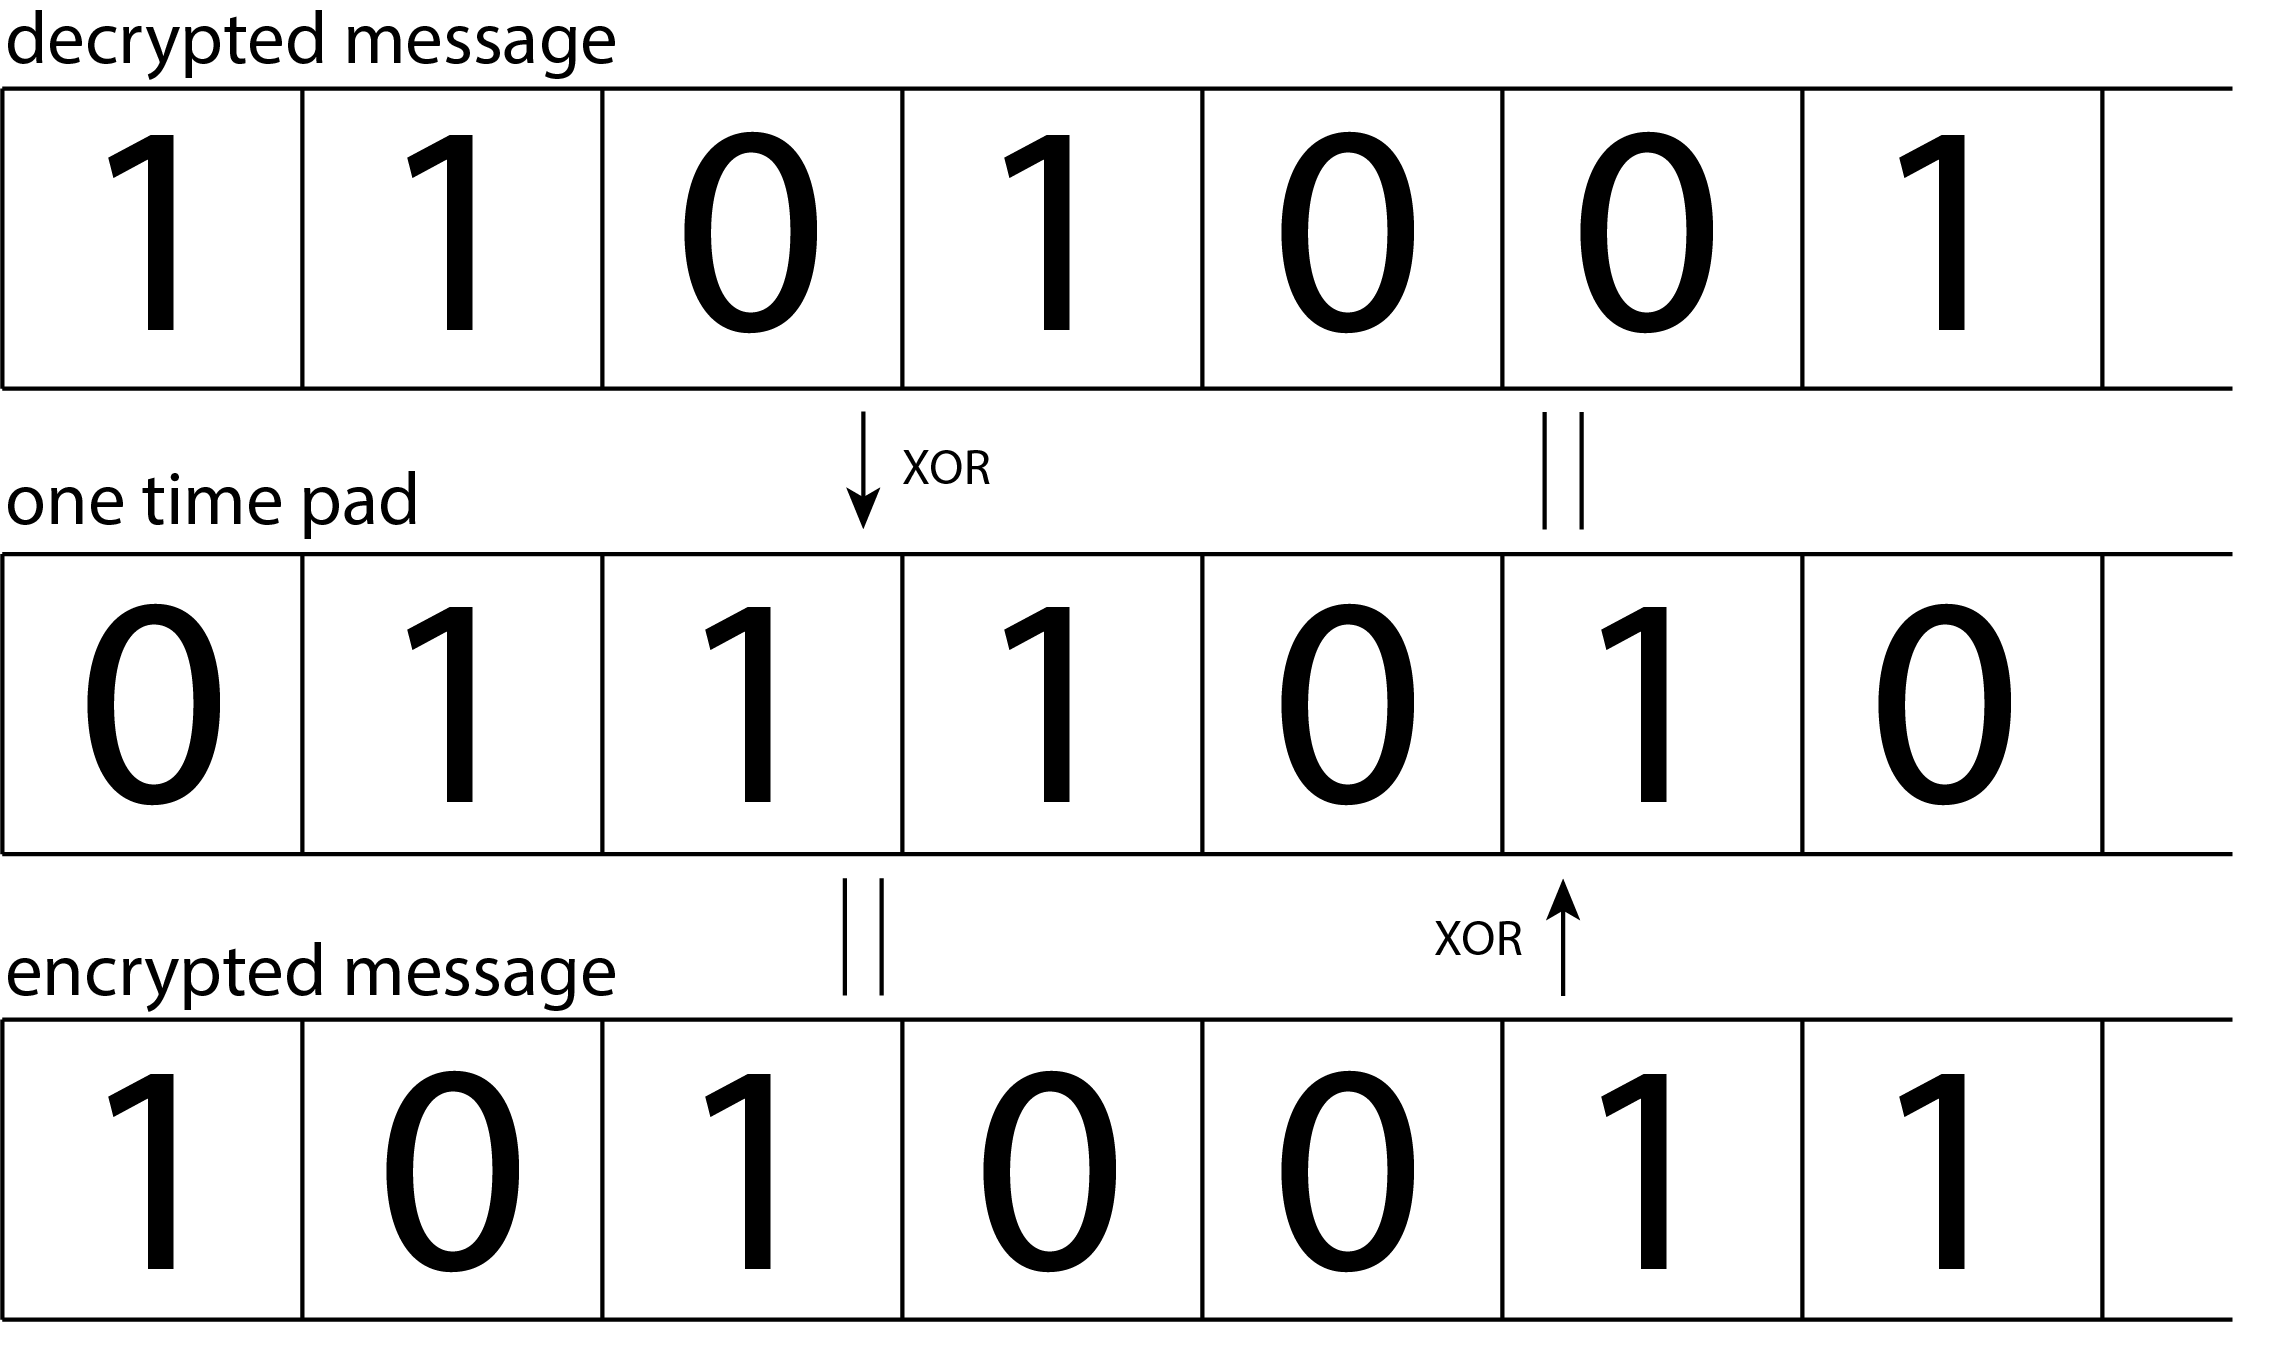 decrypted message
1 1 0 1 0 0 1
XOR
one time pad
0 1 1 1 0 1 0
XOR
encrypted message
1 0 1 0 0 1 1